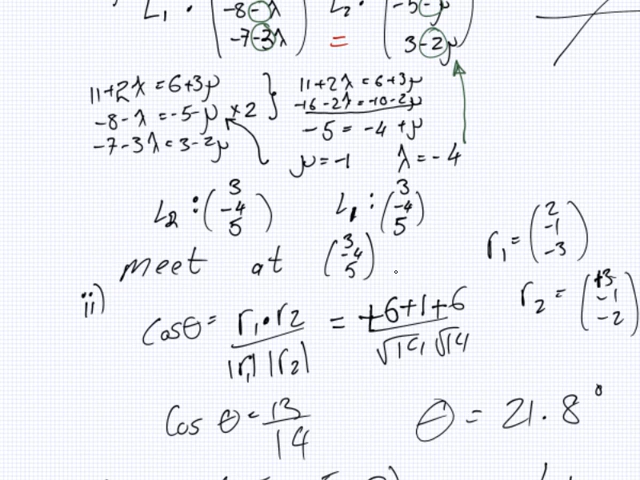 L₁ : (-8-λ) L₂ : (-5-μ)
(-7-3λ) = (3-2μ)
11+2λ=6+3μ
-8-λ=-5-μ ×2
-7-3λ=3-2μ
11+2λ=6+3μ
-16-2λ=-10-2μ
-5 = -4+μ
μ=-1 λ=-4
L₂ : (3 -4 5) L₁ : (3 -4 5)
meet at (3 -4 5)
r₁ = (2 -1 -3)
r₂ = (+3 -1 -2)
ii)
Cosθ = r₁•r₂ / |r₁||r₂| = +6+1+6 / √14 √14
Cos θ = 13/14 θ = 21.8°